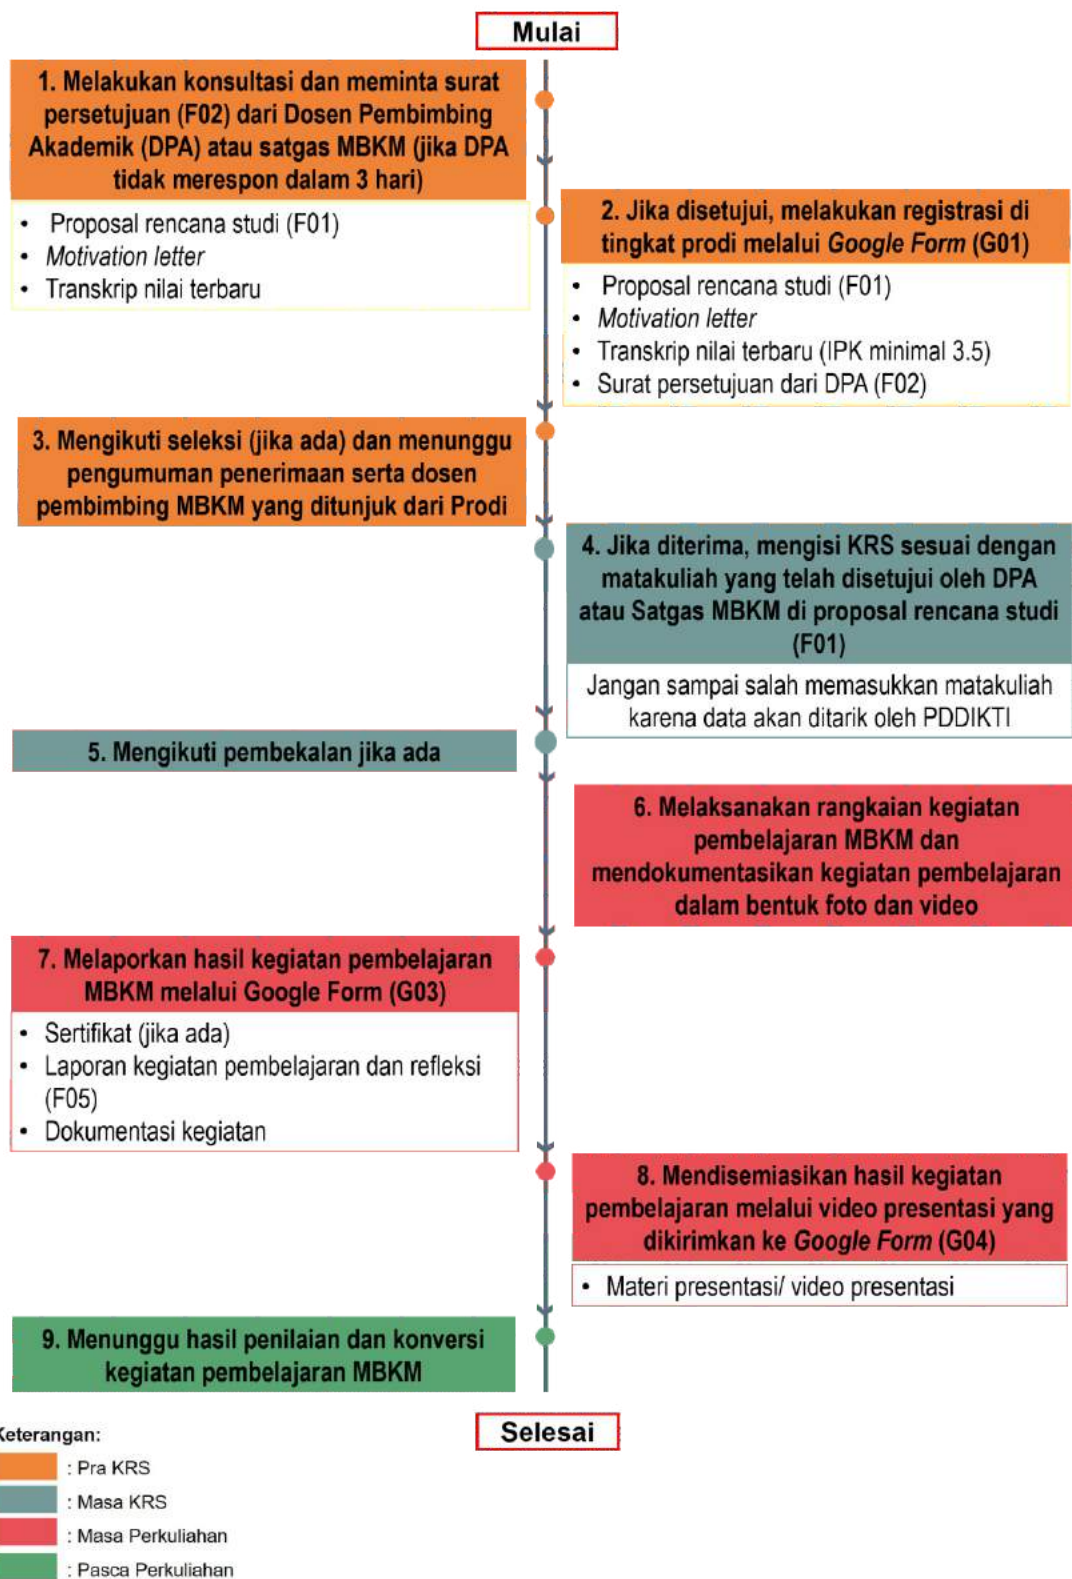 Mulai
1. Melakukan konsultasi dan meminta surat
persetujuan (F02) dari Dosen Pembimbing
Akademik (DPA) atau satgas MBKM (jika DPA
tidak merespon dalam 3 hari)
• Proposal rencana studi (F01)
• Motivation letter
• Transkrip nilai terbaru
2. Jika disetujui, melakukan registrasi di
tingkat prodi melalui Google Form (G01)
• Proposal rencana studi (F01)
• Motivation letter
• Transkrip nilai terbaru (IPK minimal 3.5)
• Surat persetujuan dari DPA (F02)
3. Mengikuti seleksi (jika ada) dan menunggu
pengumuman penerimaan serta dosen
pembimbing MBKM yang ditunjuk dari Prodi
4. Jika diterima, mengisi KRS sesuai dengan
matakuliah yang telah disetujui oleh DPA
atau Satgas MBKM di proposal rencana studi
(F01)
Jangan sampai salah memasukkan matakuliah
karena data akan ditarik oleh PDDIKTI
5. Mengikuti pembekalan jika ada
6. Melaksanakan rangkaian kegiatan
pembelajaran MBKM dan
mendokumentasikan kegiatan pembelajaran
dalam bentuk foto dan video
7. Melaporkan hasil kegiatan pembelajaran
MBKM melalui Google Form (G03)
• Sertifikat (jika ada)
• Laporan kegiatan pembelajaran dan refleksi
(F05)
• Dokumentasi kegiatan
8. Mendisemiasikan hasil kegiatan
pembelajaran melalui video presentasi yang
dikirimkan ke Google Form (G04)
• Materi presentasi/ video presentasi
9. Menunggu hasil penilaian dan konversi
kegiatan pembelajaran MBKM
Selesai
Keterangan:
: Pra KRS
: Masa KRS
: Masa Perkuliahan
: Pasca Perkuliahan